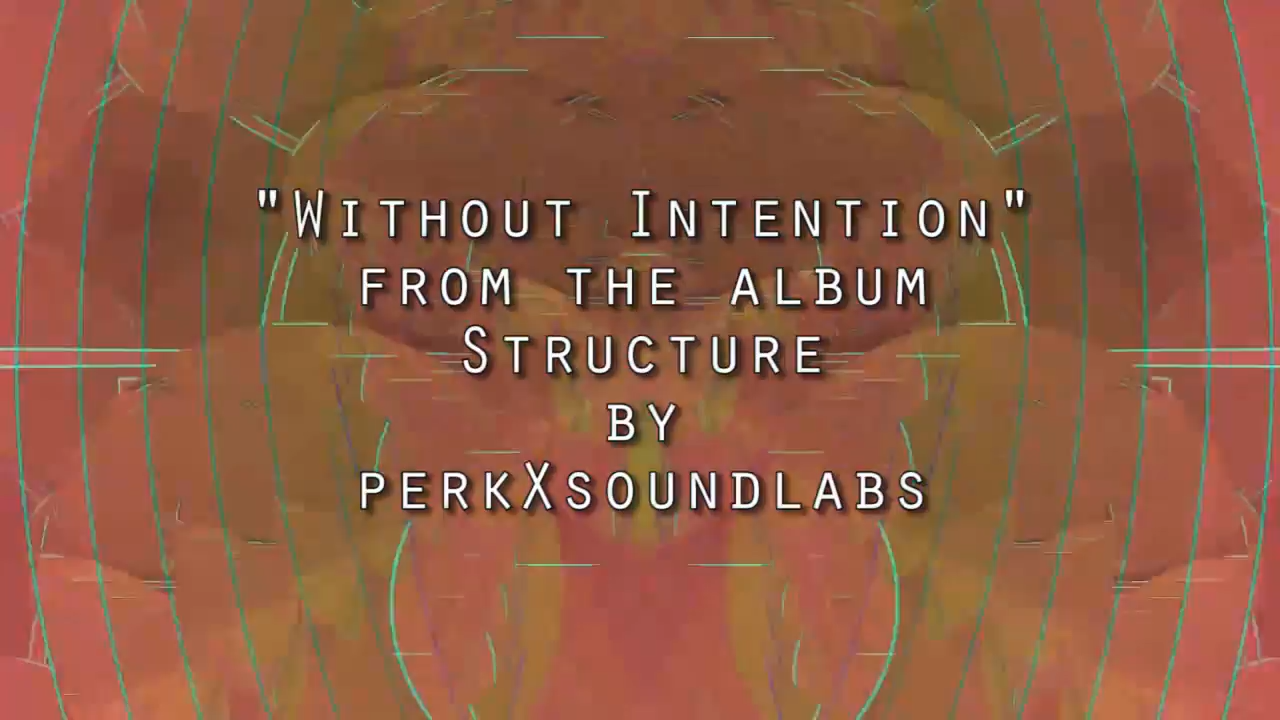 "Without Intention"
from the album
Structure
by
perkXsoundlabs